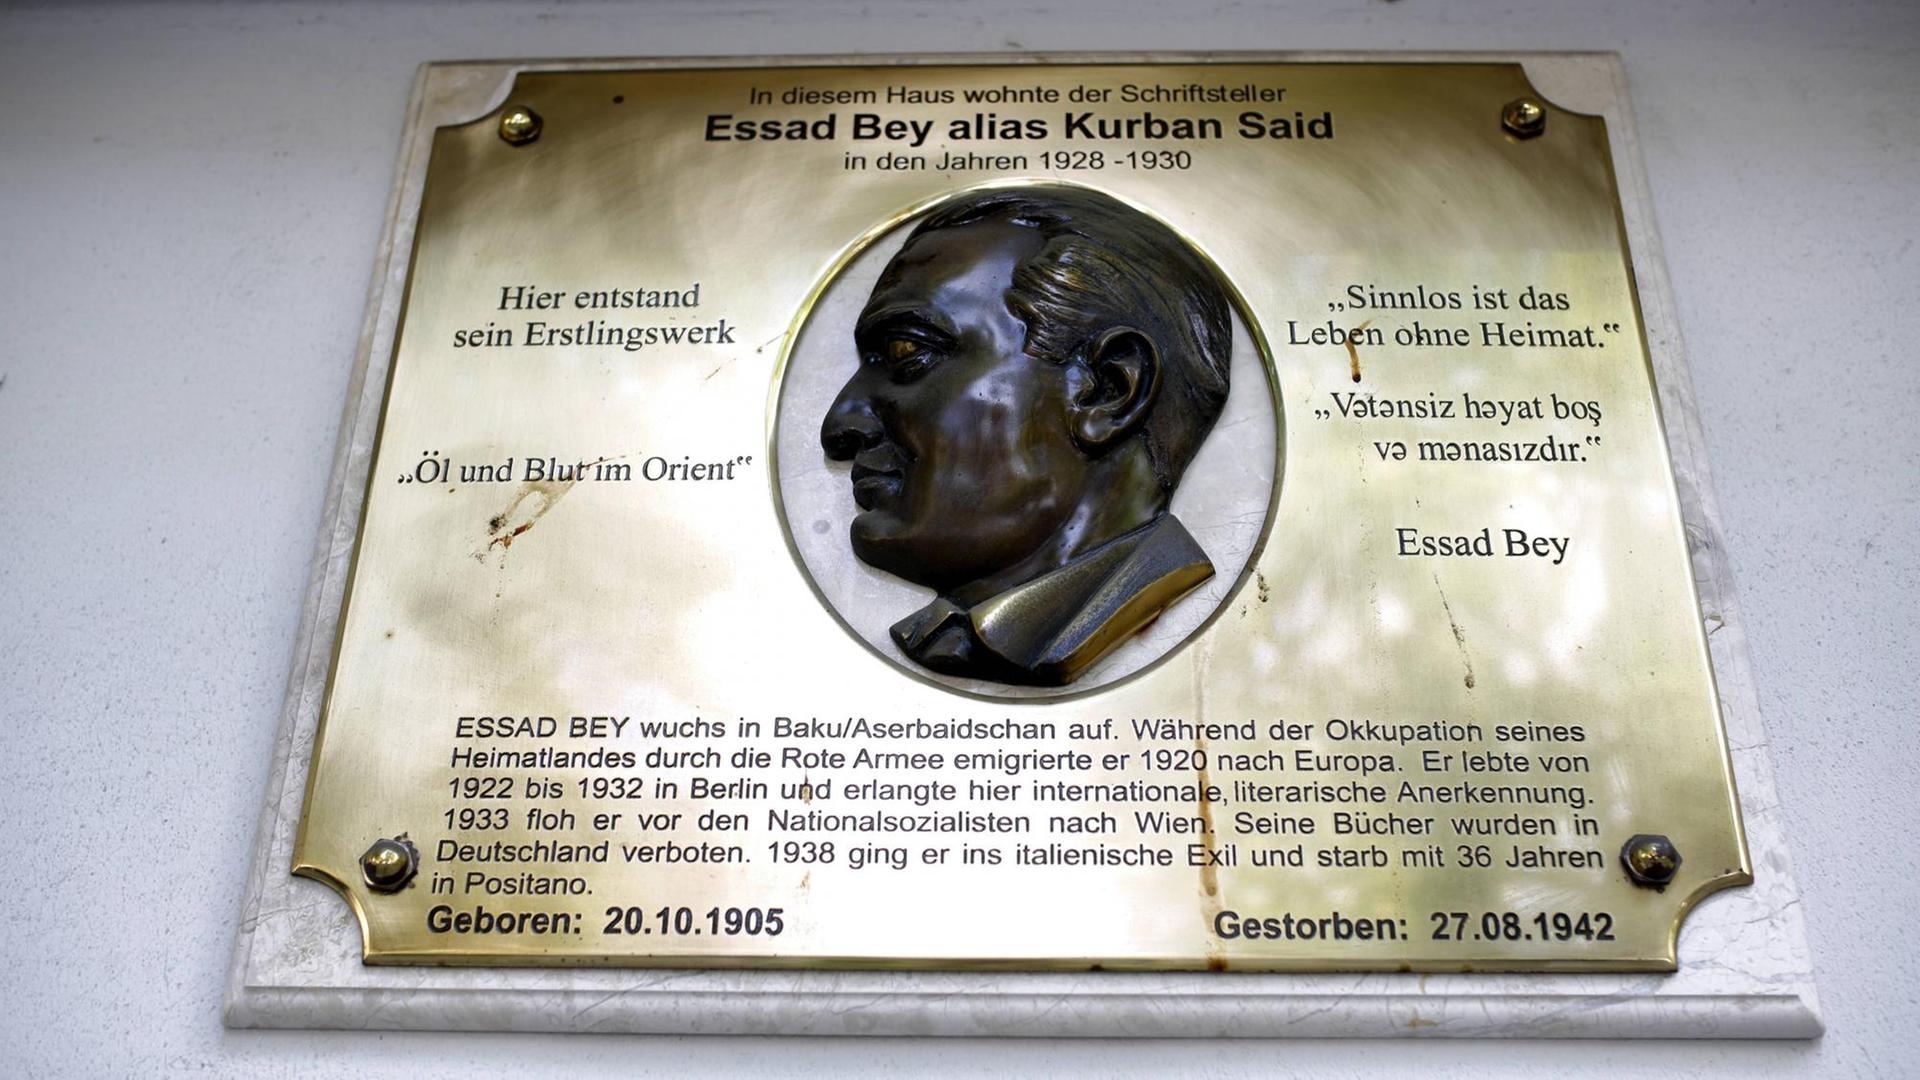 In diesem Haus wohnte der Schriftsteller
Essad Bey alias Kurban Said
in den Jahren 1928 -1930
Hier entstand
sein Erstlingswerk
„Öl und Blut im Orient‟
„Sinnlos ist das
Leben ohne Heimat.‟
„Vətənsiz həyat boş
və mənasızdır.‟
Essad Bey
ESSAD BEY wuchs in Baku/Aserbaidschan auf. Während der Okkupation seines
Heimatlandes durch die Rote Armee emigrierte er 1920 nach Europa. Er lebte von
1922 bis 1932 in Berlin und erlangte hier internationale, literarische Anerkennung.
1933 floh er vor den Nationalsozialisten nach Wien. Seine Bücher wurden in
Deutschland verboten. 1938 ging er ins italienische Exil und starb mit 36 Jahren
in Positano.
Geboren: 20.10.1905
Gestorben: 27.08.1942